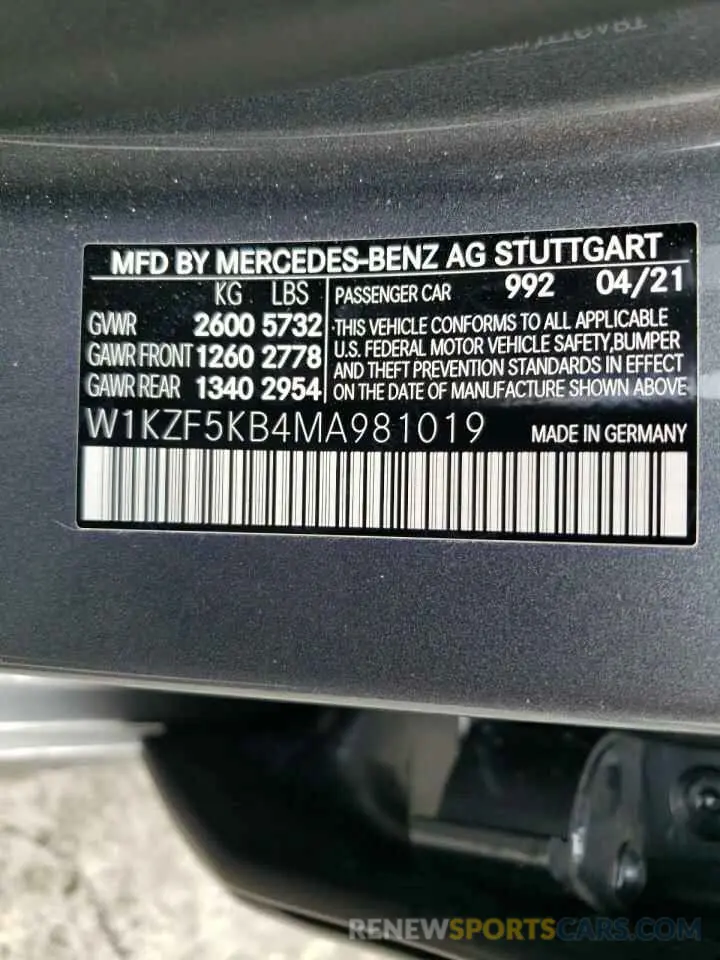 MFD BY MERCEDES-BENZ AG STUTTGART
KG LBS
GVWR 2600 5732
GAWR FRONT 1260 2778
GAWR REAR 1340 2954
PASSENGER CAR 992 04/21
THIS VEHICLE CONFORMS TO ALL APPLICABLE
U.S. FEDERAL MOTOR VEHICLE SAFETY,BUMPER
AND THEFT PREVENTION STANDARDS IN EFFECT
ON THE DATE OF MANUFACTURE SHOWN ABOVE
W1KZF5KB4MA981019 MADE IN GERMANY
RENEWSPORTSCARS.COM